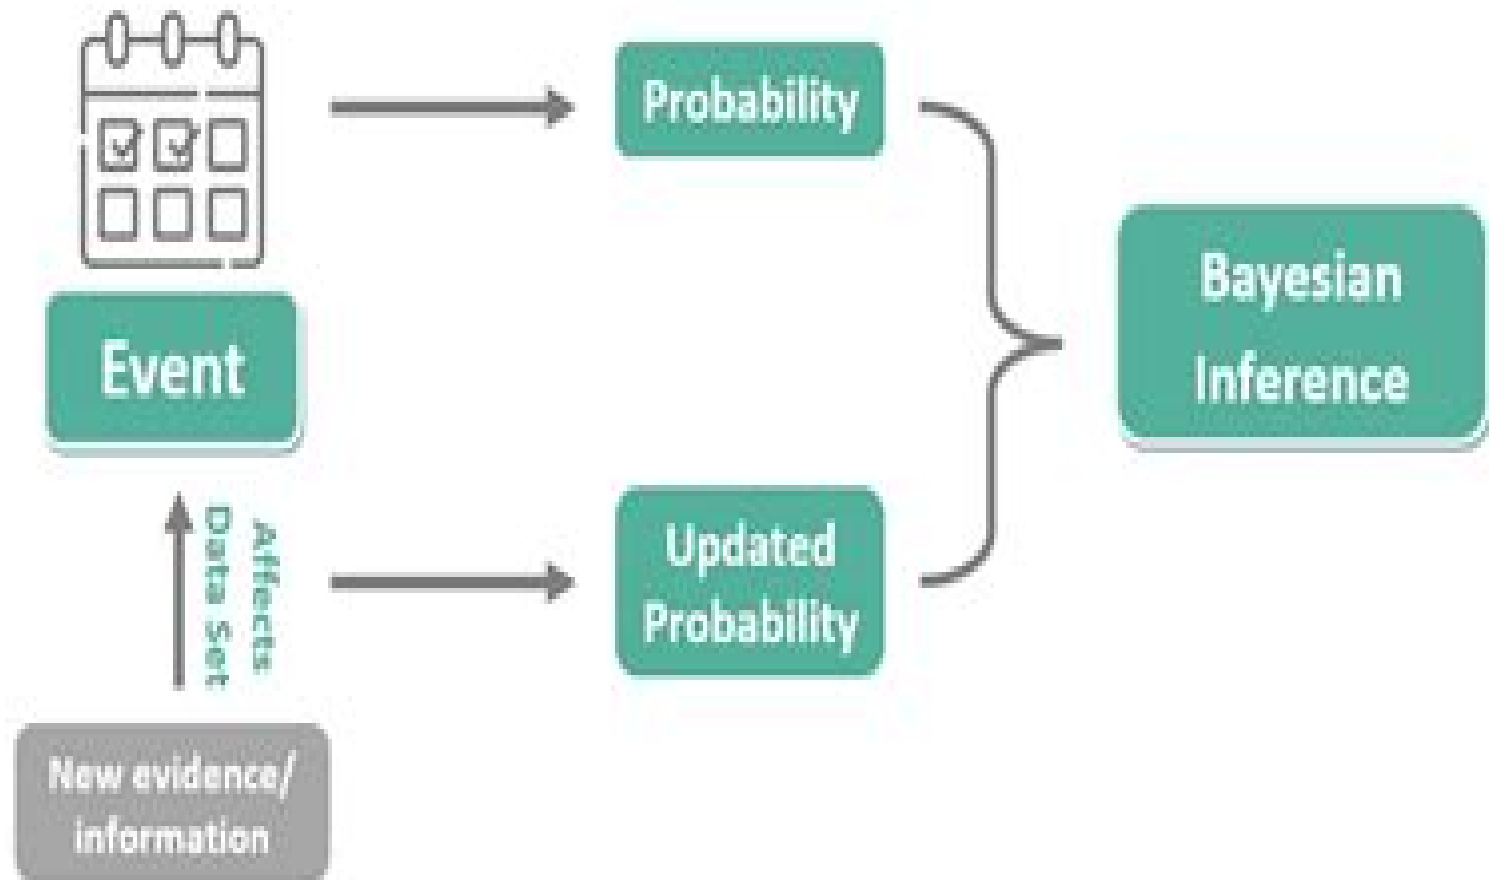 Probability
Bayesian
Inference
Event
Affects
Data Set
Updated
Probability
New evidence/
information